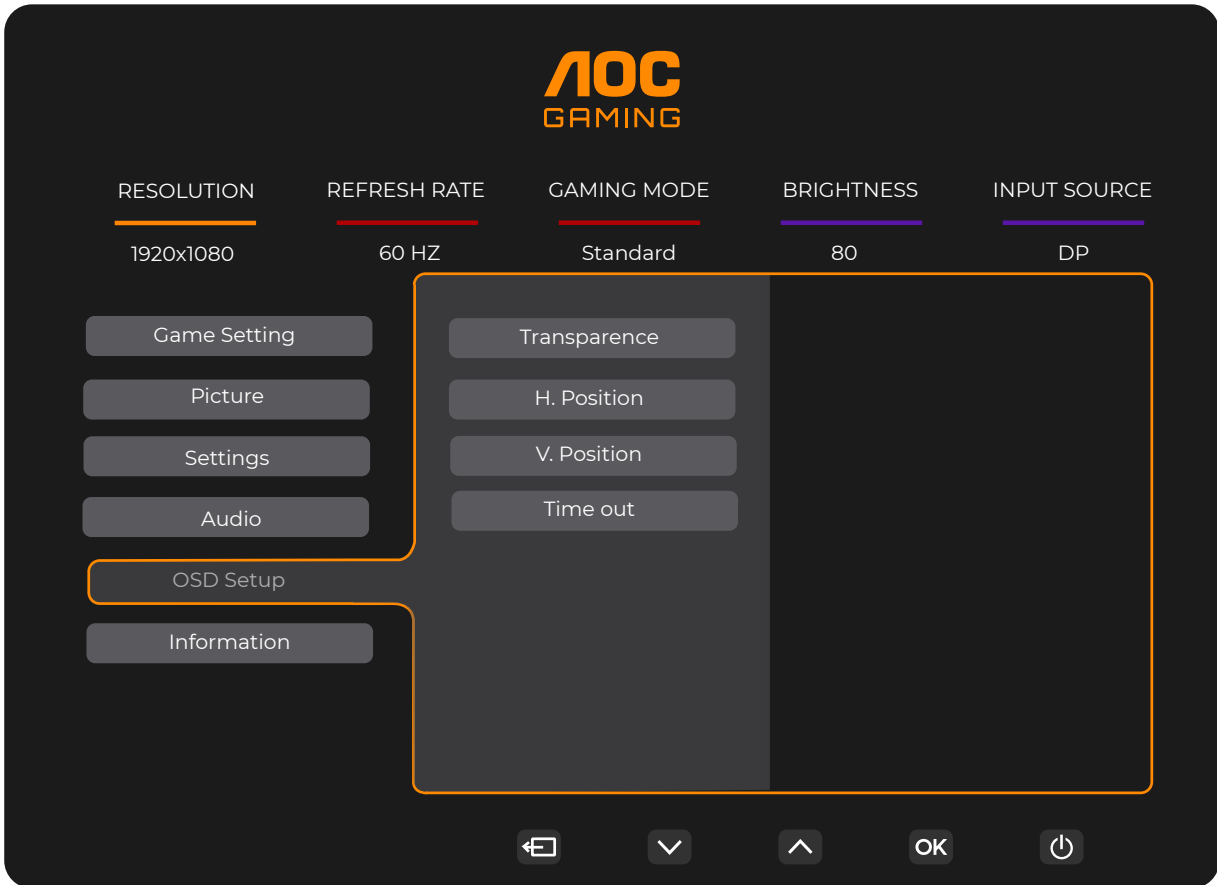 AOC
GAMING
RESOLUTION REFRESH RATE GAMING MODE BRIGHTNESS INPUT SOURCE
1920x1080 60 HZ Standard 80 DP
Game Setting
Picture
Settings
Audio
OSD Setup
Information
Transparence
H. Position
V. Position
Time out
OK